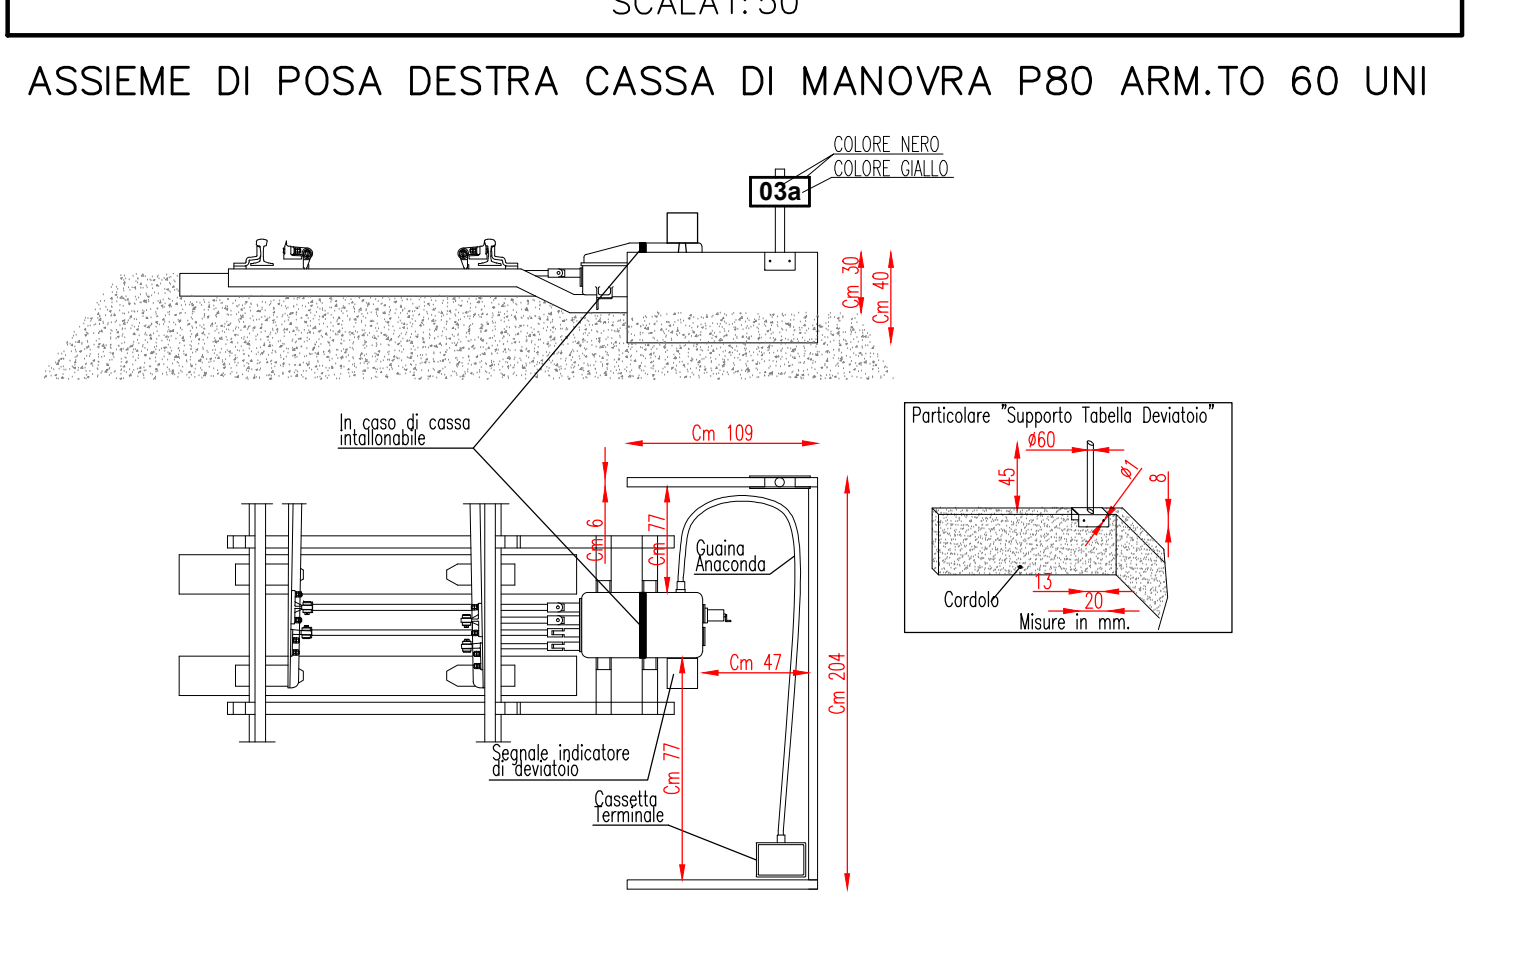 SCALA 1:50
ASSIEME DI POSA DESTRA CASSA DI MANOVRA P80 ARM.TO 60 UNI
COLORE NERO
COLORE GIALLO
03a
Cm 30
Cm 40
In caso di cassa
intallonabile
Cm 109
Cm 6
Cm 77
Guaina
Anaconda
Cm 47
Cm 204
Segnale indicatore
di deviatoio
Cm 77
Cassetta
Terminale
Particolare "Supporto Tabella Deviatoio"
ø60
45
ø1
8
13
Cordolo
20
Misure in mm.